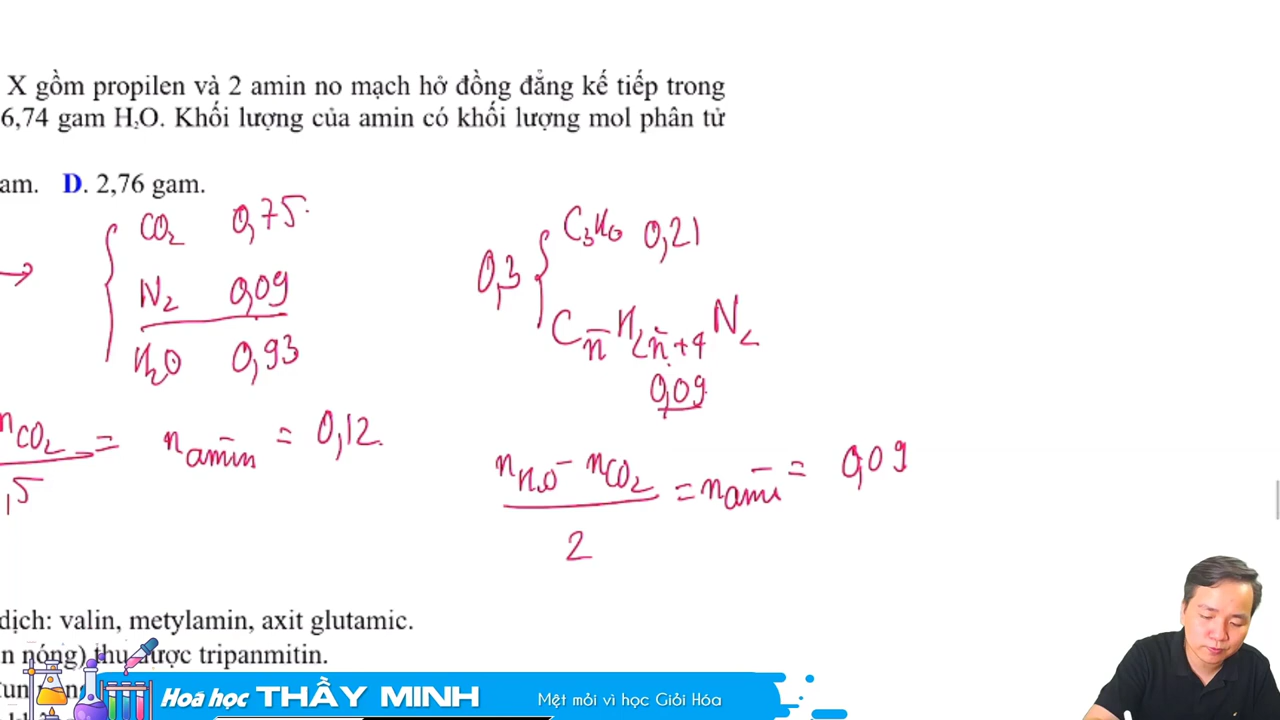 X gồm propilen và 2 amin no mạch hở đồng đẳng kế tiếp trong
6,74 gam H₂O. Khối lượng của amin có khối lượng mol phân tử
am. D. 2,76 gam.
CO₂ 0,75
N₂ 0,09
H₂O 0,93
0,3
C₃H₆ 0,21
Cn̄H2n̄+4N₂
0,09
nCO₂ = namin = 0,12
,5
nH₂O - nCO₂ = nami = 0,09
2
dịch: valin, metylamin, axit glutamic.
n nóng) thu được tripanmitin.
Hoá học THẦY MINH
Mệt mỏi vì học Giỏi Hóa